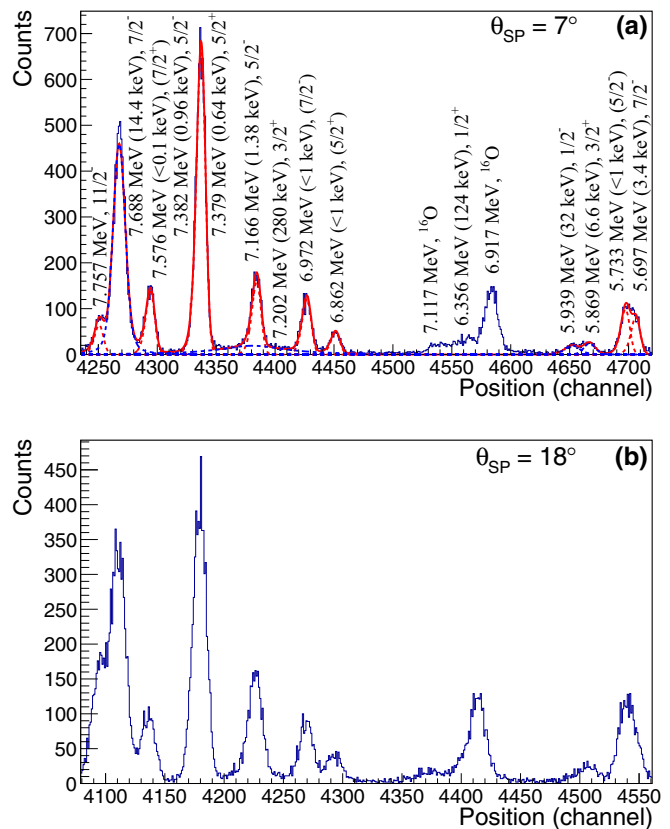 Counts
θSP = 7°
(a)
700
600
500
400
300
200
100
0
7.757 MeV, 11/2⁻
7.688 MeV (14.4 keV), 7/2⁻
7.576 MeV (<0.1 keV), (7/2⁺)
7.382 MeV (0.96 keV), 5/2⁻
7.379 MeV (0.64 keV), 5/2⁺
7.166 MeV (1.38 keV), 5/2⁻
7.202 MeV (280 keV), 3/2⁺
6.972 MeV (<1 keV), (7/2⁻)
6.862 MeV (<1 keV), (5/2⁺)
7.117 MeV, ¹⁶O
6.356 MeV (124 keV), 1/2⁺
6.917 MeV, ¹⁶O
5.939 MeV (32 keV), 1/2⁻
5.869 MeV (6.6 keV), 3/2⁺
5.733 MeV (<1 keV), (5/2⁻)
5.697 MeV (3.4 keV), 7/2⁻
4250 4300 4350 4400 4450 4500 4550 4600 4650 4700
Position (channel)
Counts
θSP = 18°
(b)
450
400
350
300
250
200
150
100
50
0
4100 4150 4200 4250 4300 4350 4400 4450 4500 4550
Position (channel)